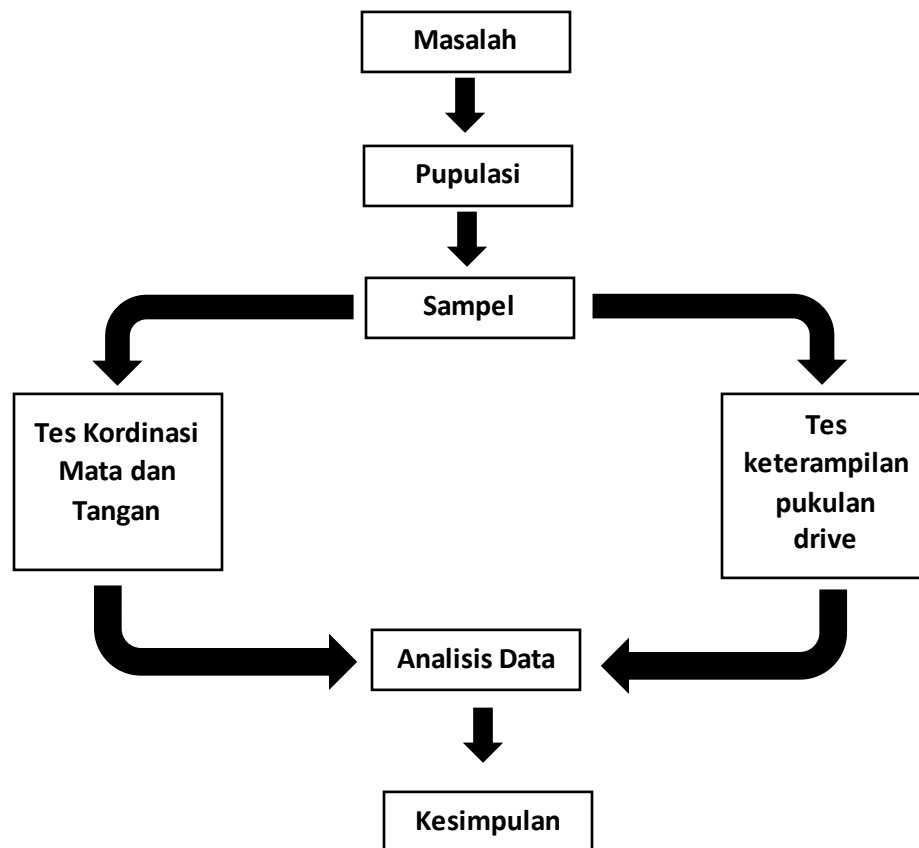 Masalah
Pupulasi
Sampel
Tes Kordinasi
Mata dan
Tangan
Tes
keterampilan
pukulan
drive
Analisis Data
Kesimpulan